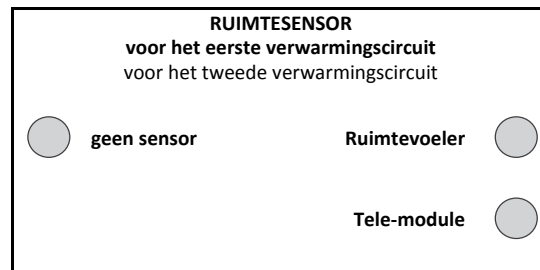 RUIMTESENSOR
voor het eerste verwarmingscircuit
voor het tweede verwarmingscircuit
geen sensor
Ruimtevoeler
Tele-module